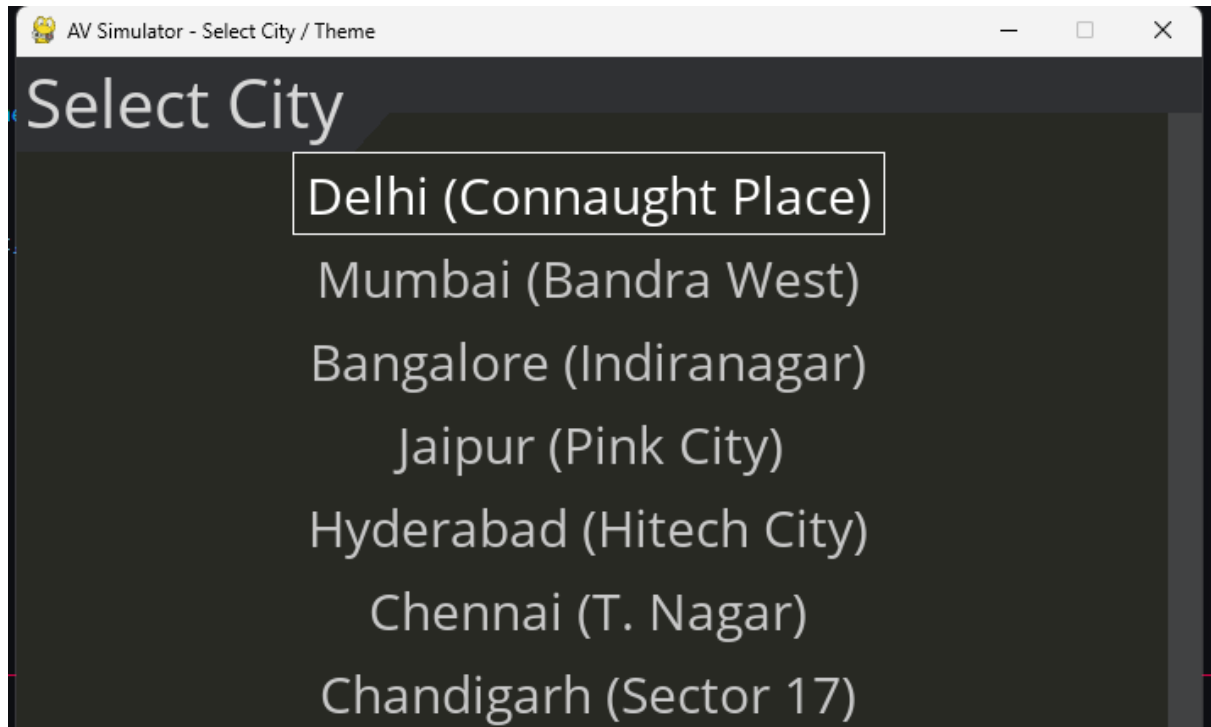 AV Simulator - Select City / Theme
Select City
Delhi (Connaught Place)
Mumbai (Bandra West)
Bangalore (Indiranagar)
Jaipur (Pink City)
Hyderabad (Hitech City)
Chennai (T. Nagar)
Chandigarh (Sector 17)